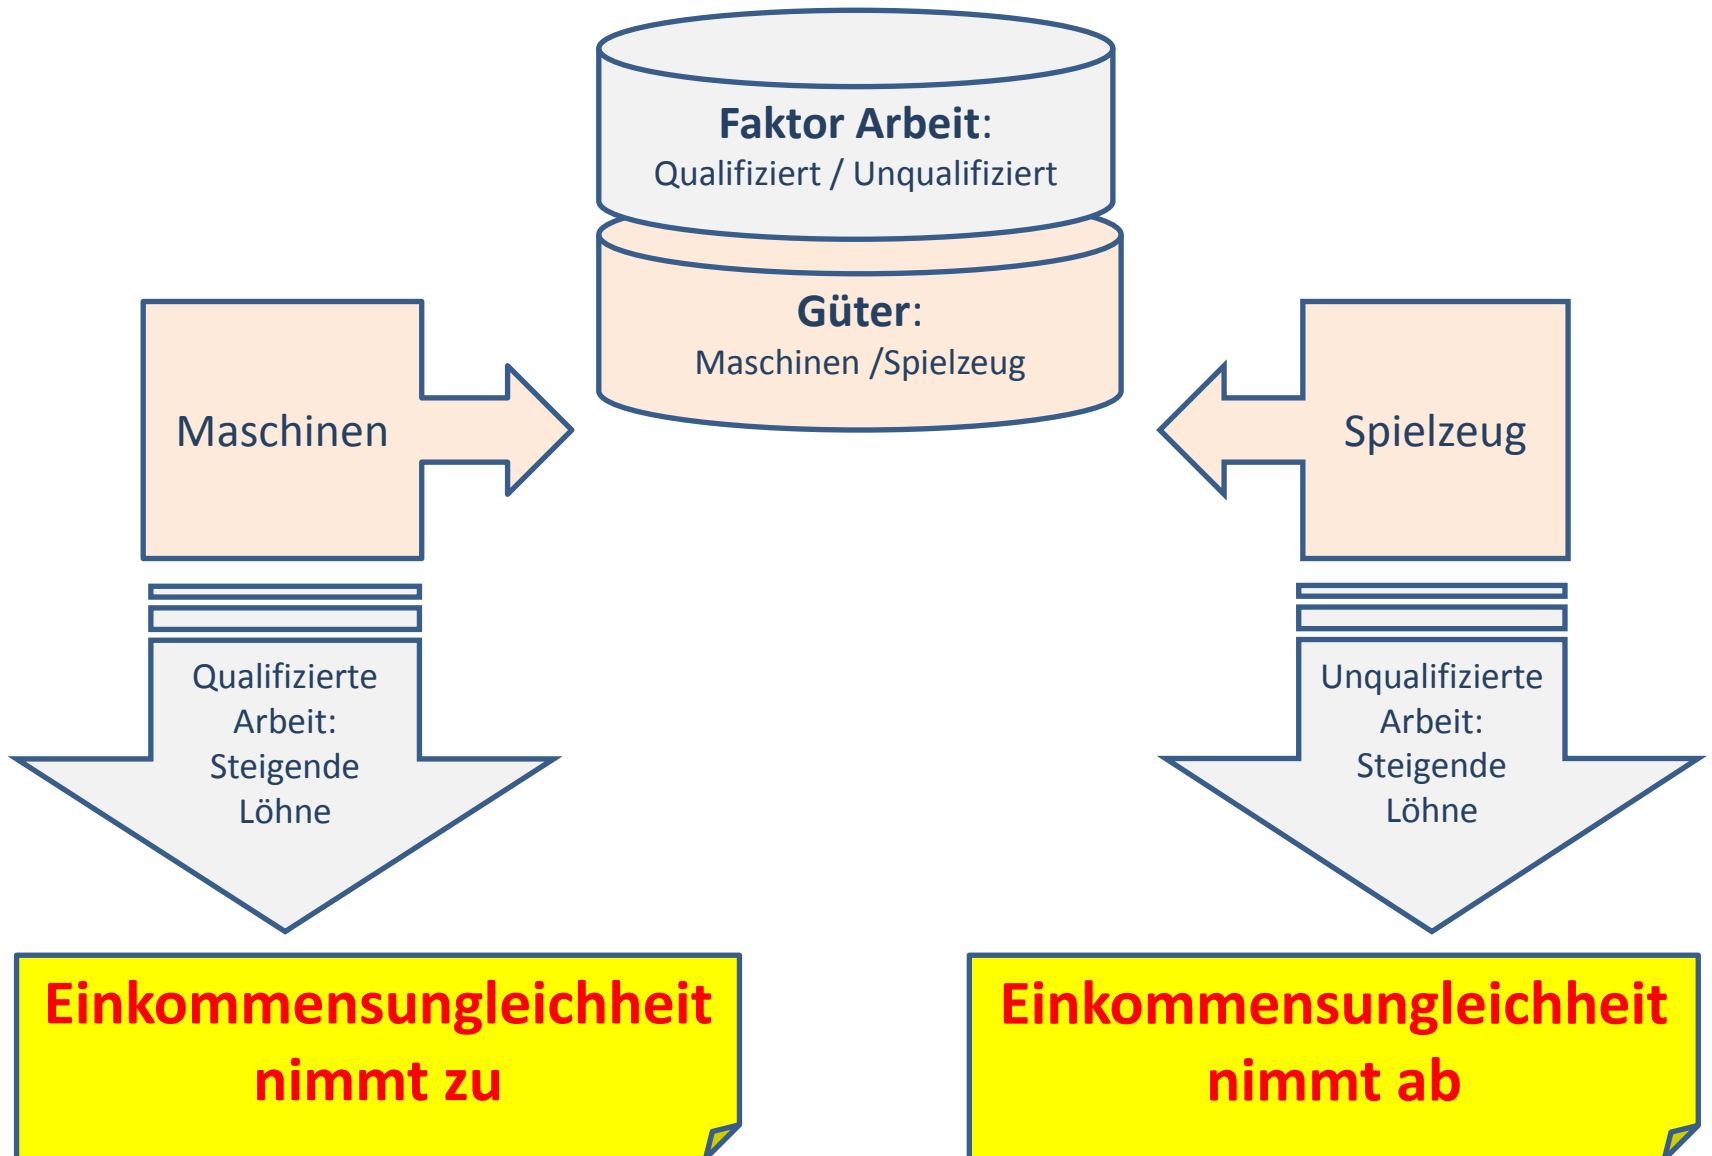 Faktor Arbeit:
Qualifiziert / Unqualifiziert
Güter:
Maschinen /Spielzeug
Maschinen
Spielzeug
Qualifizierte
Arbeit:
Steigende
Löhne
Unqualifizierte
Arbeit:
Steigende
Löhne
Einkommensungleichheit
nimmt zu
Einkommensungleichheit
nimmt ab